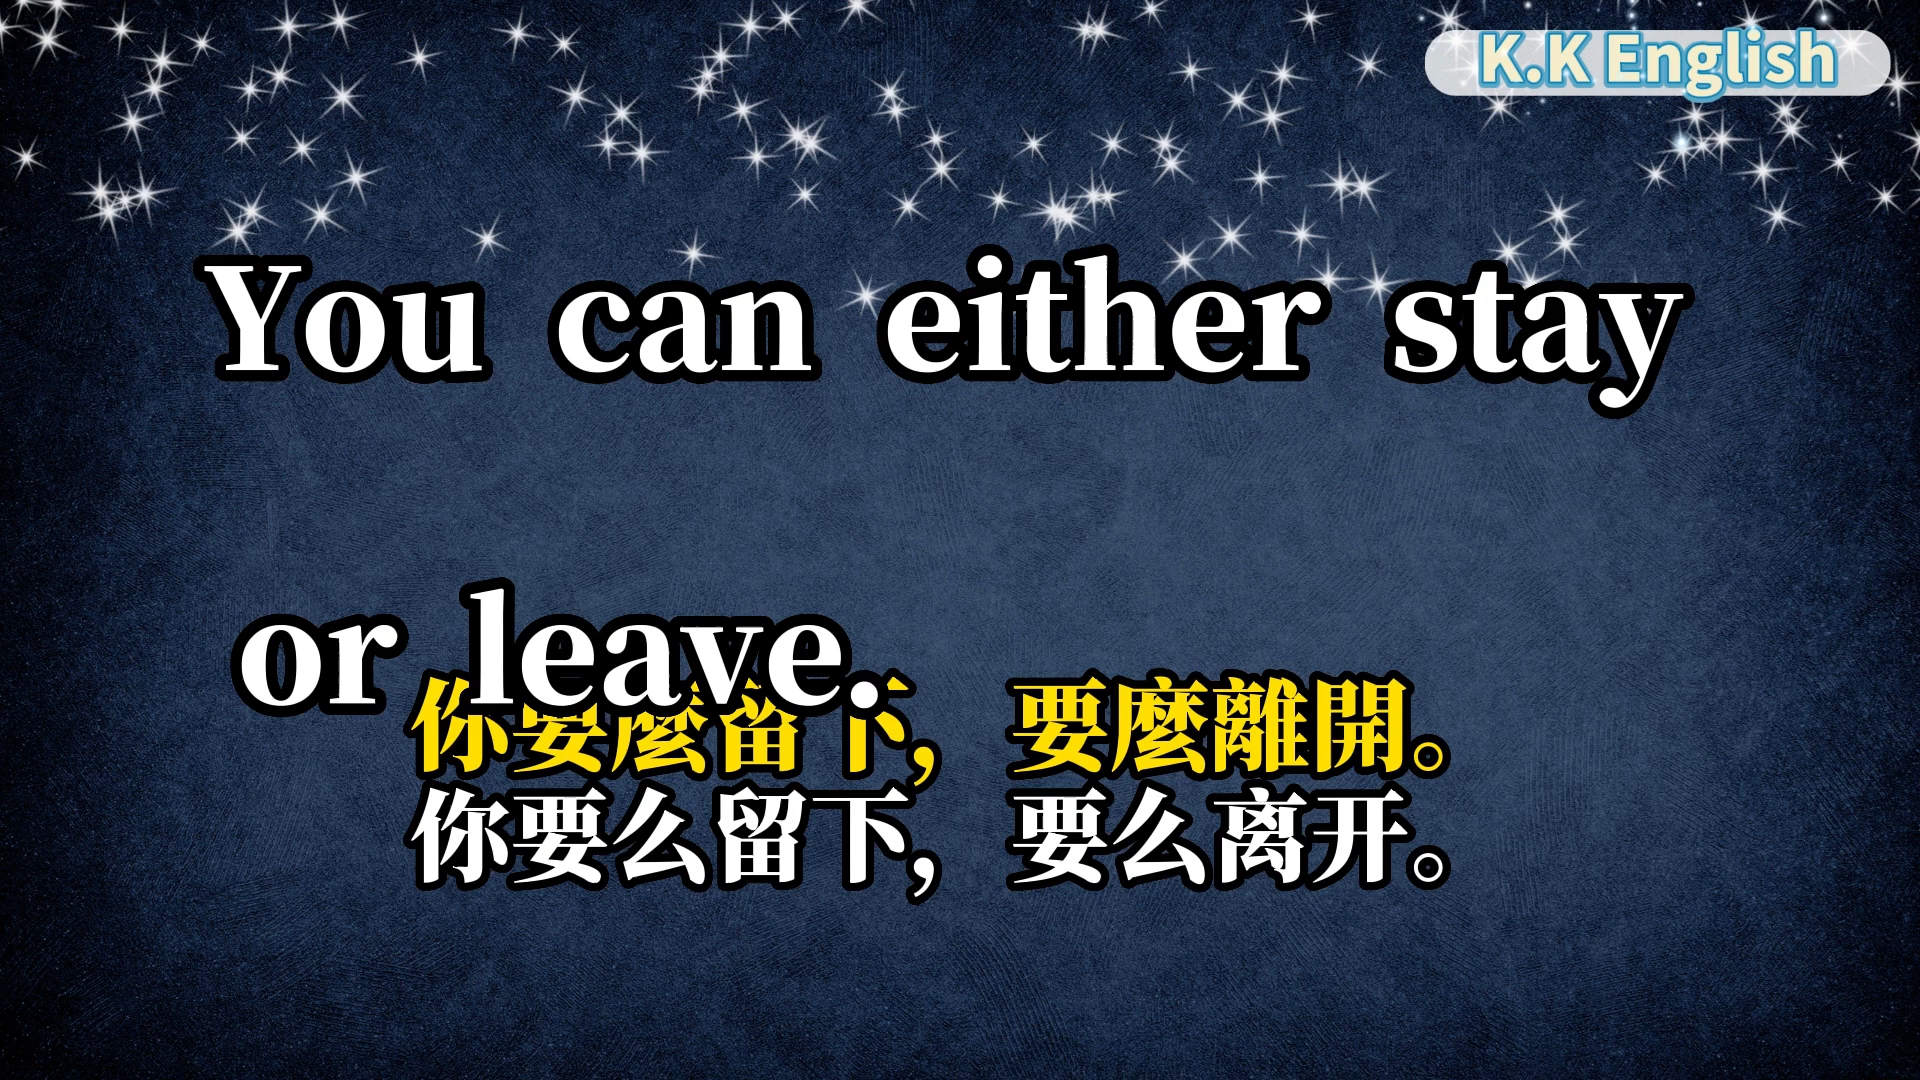 K.K English
You can either stay
or leave.
你要麼留下，要麼離開。
你要么留下，要么离开。